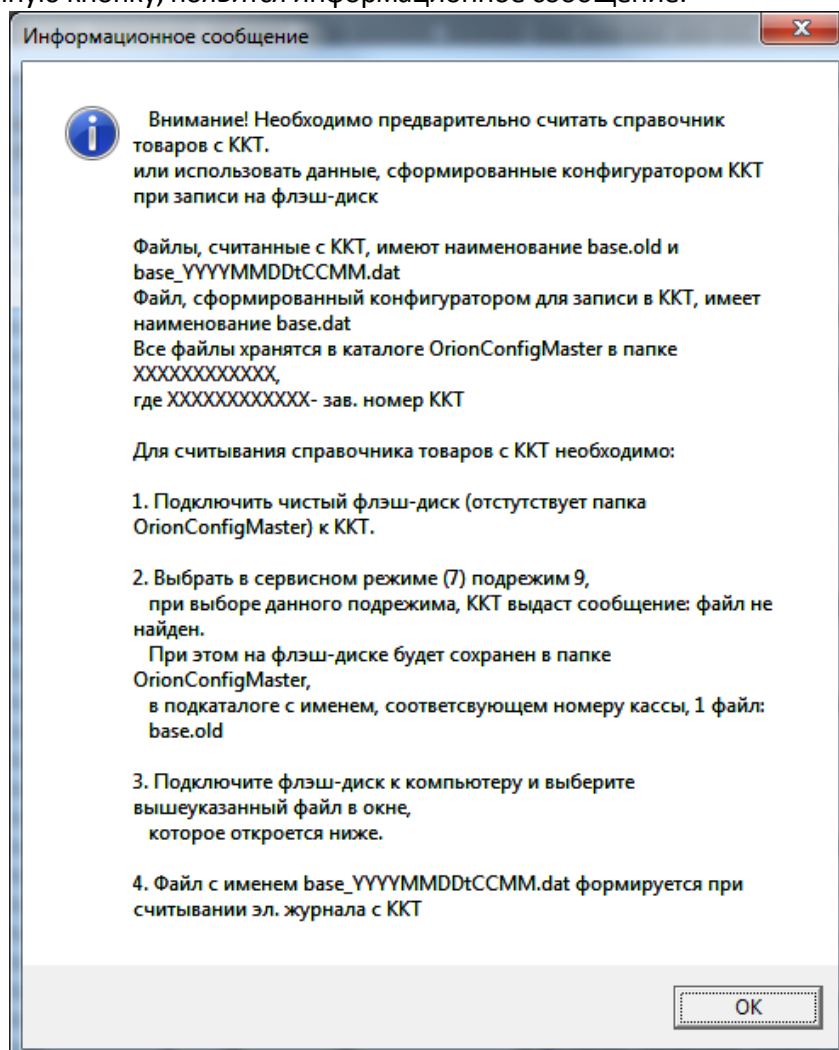 ную кнопку, появится информационное сообщение:
Информационное сообщение
Внимание! Необходимо предварительно считать справочник
товаров с ККТ.
или использовать данные, сформированные конфигуратором ККТ
при записи на флэш-диск
Файлы, считанные с ККТ, имеют наименование base.old и
base_YYYYMMDDtCCMM.dat
Файл, сформированный конфигуратором для записи в ККТ, имеет
наименование base.dat
Все файлы хранятся в каталоге OrionConfigMaster в папке
XXXXXXXXXXXX,
где XXXXXXXXXXXX- зав. номер ККТ
Для считывания справочника товаров с ККТ необходимо:
1. Подключить чистый флэш-диск (отстутствует папка
OrionConfigMaster) к ККТ.
2. Выбрать в сервисном режиме (7) подрежим 9,
при выборе данного подрежима, ККТ выдаст сообщение: файл не
найден.
При этом на флэш-диске будет сохранен в папке
OrionConfigMaster,
в подкаталоге с именем, соответсвующем номеру кассы, 1 файл:
base.old
3. Подключите флэш-диск к компьютеру и выберите
вышеуказанный файл в окне,
которое откроется ниже.
4. Файл с именем base_YYYYMMDDtCCMM.dat формируется при
считывании эл. журнала с ККТ
OK